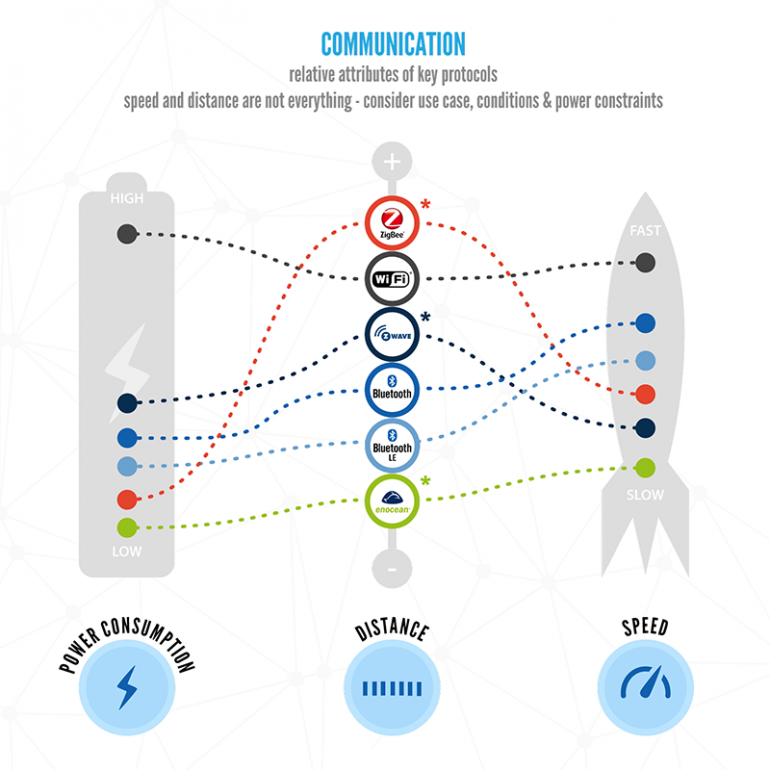 COMMUNICATION
relative attributes of key protocols
speed and distance are not everything - consider use case, conditions & power constraints
+
HIGH
*
ZigBee®
FAST
WiFi
*
Z WAVE
Bluetooth
Bluetooth
LE
*
enocean®
SLOW
LOW
-
POWER CONSUMPTION
DISTANCE
SPEED